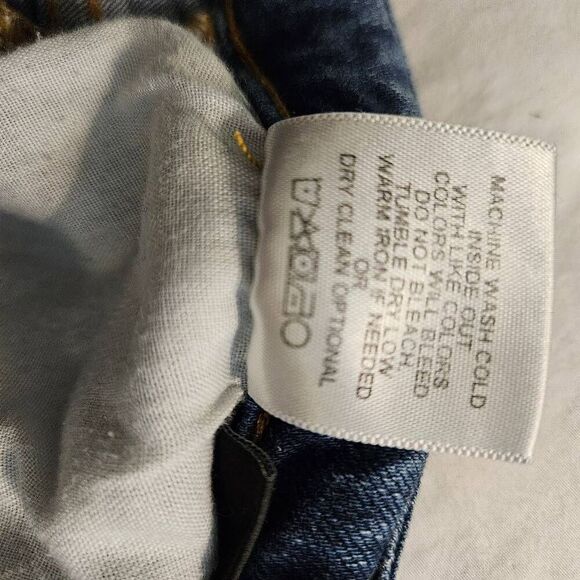 MACHINE WASH COLD
INSIDE OUT
WITH LIKE COLORS
COLORS WILL BLEED
DO NOT BLEACH
TUMBLE DRY LOW
WARM IRON IF NEEDED
OR
DRY CLEAN OPTIONAL